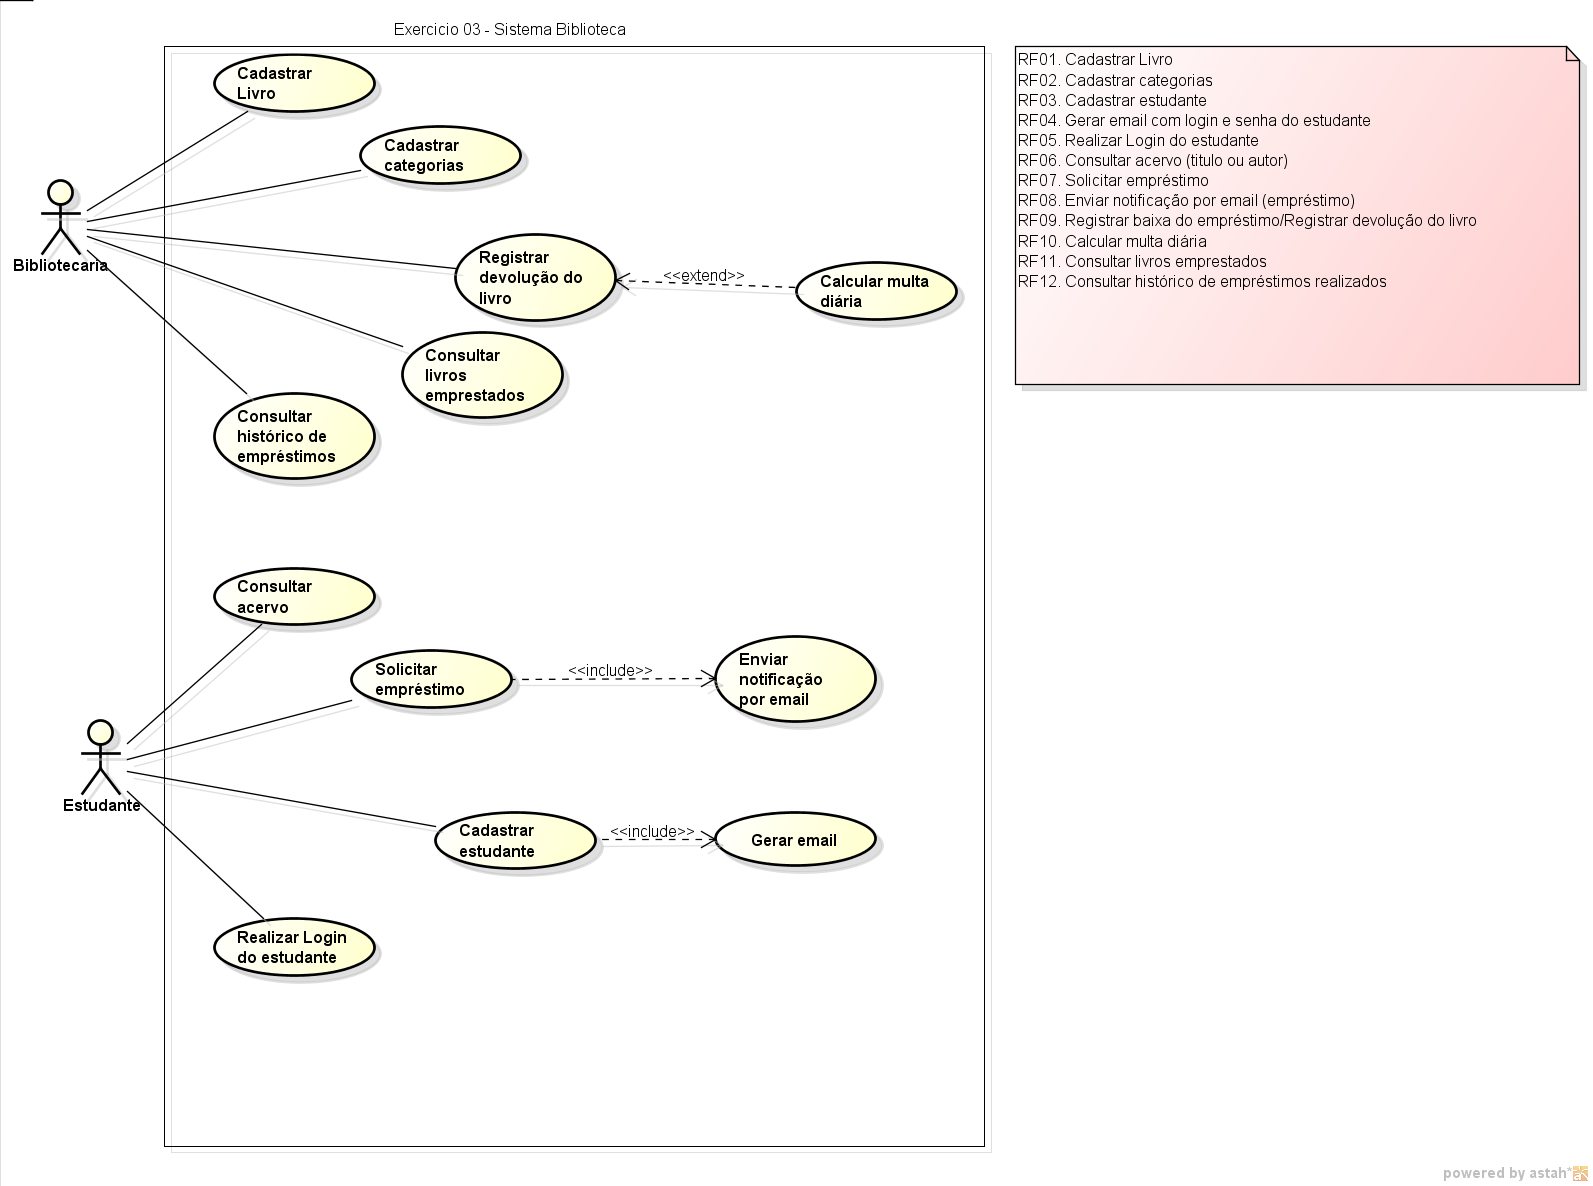 Exercicio 03 - Sistema Biblioteca
Cadastrar
Livro
Cadastrar
categorias
Bibliotecaria
Registrar
devolução do
livro
<<extend>>
Calcular multa
diária
Consultar
livros
emprestados
Consultar
histórico de
empréstimos
Consultar
acervo
Solicitar
empréstimo
<<include>>
Enviar
notificação
por email
Estudante
Cadastrar
estudante
<<include>>
Gerar email
Realizar Login
do estudante
RF01. Cadastrar Livro
RF02. Cadastrar categorias
RF03. Cadastrar estudante
RF04. Gerar email com login e senha do estudante
RF05. Realizar Login do estudante
RF06. Consultar acervo (titulo ou autor)
RF07. Solicitar empréstimo
RF08. Enviar notificação por email (empréstimo)
RF09. Registrar baixa do empréstimo/Registrar devolução do livro
RF10. Calcular multa diária
RF11. Consultar livros emprestados
RF12. Consultar histórico de empréstimos realizados
powered by astah*